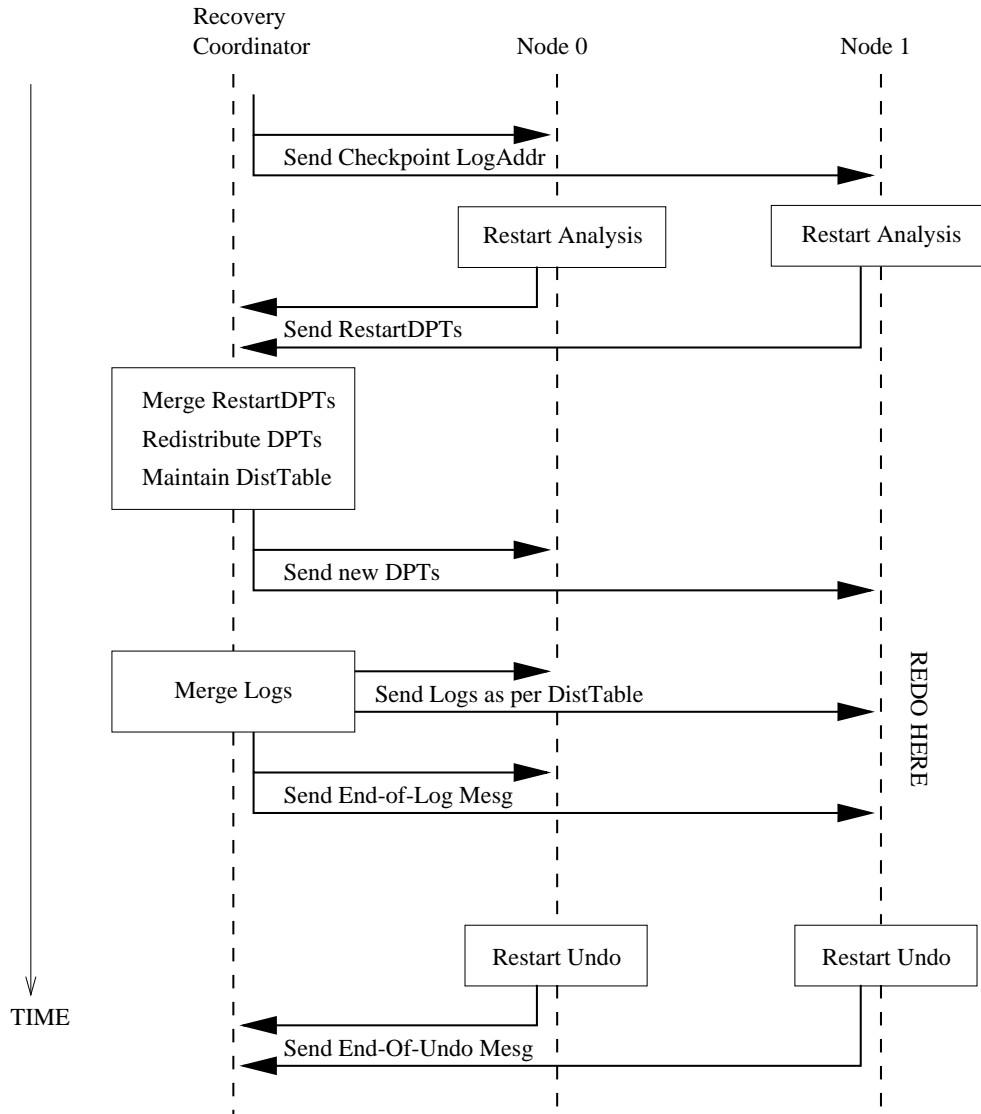 Recovery
Coordinator
Node 0
Node 1
Send Checkpoint LogAddr
Restart Analysis
Restart Analysis
Send RestartDPTs
Merge RestartDPTs
Redistribute DPTs
Maintain DistTable
Send new DPTs
Merge Logs
Send Logs as per DistTable
REDO HERE
Send End-of-Log Mesg
Restart Undo
Restart Undo
TIME
Send End-Of-Undo Mesg